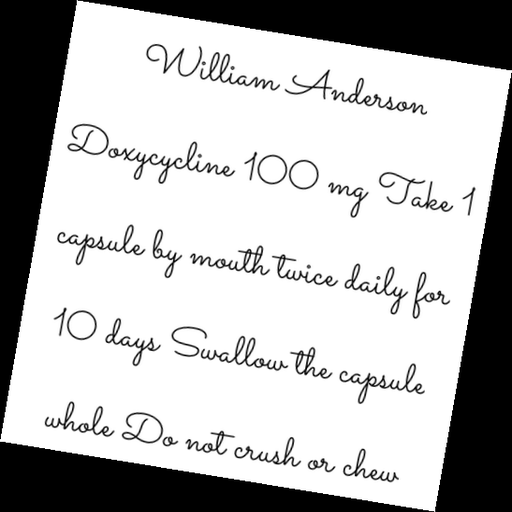 William Anderson
Doxycycline 100 mg Take 1
capsule by mouth twice daily for
10 days Swallow the capsule
whole Do not crush or chew